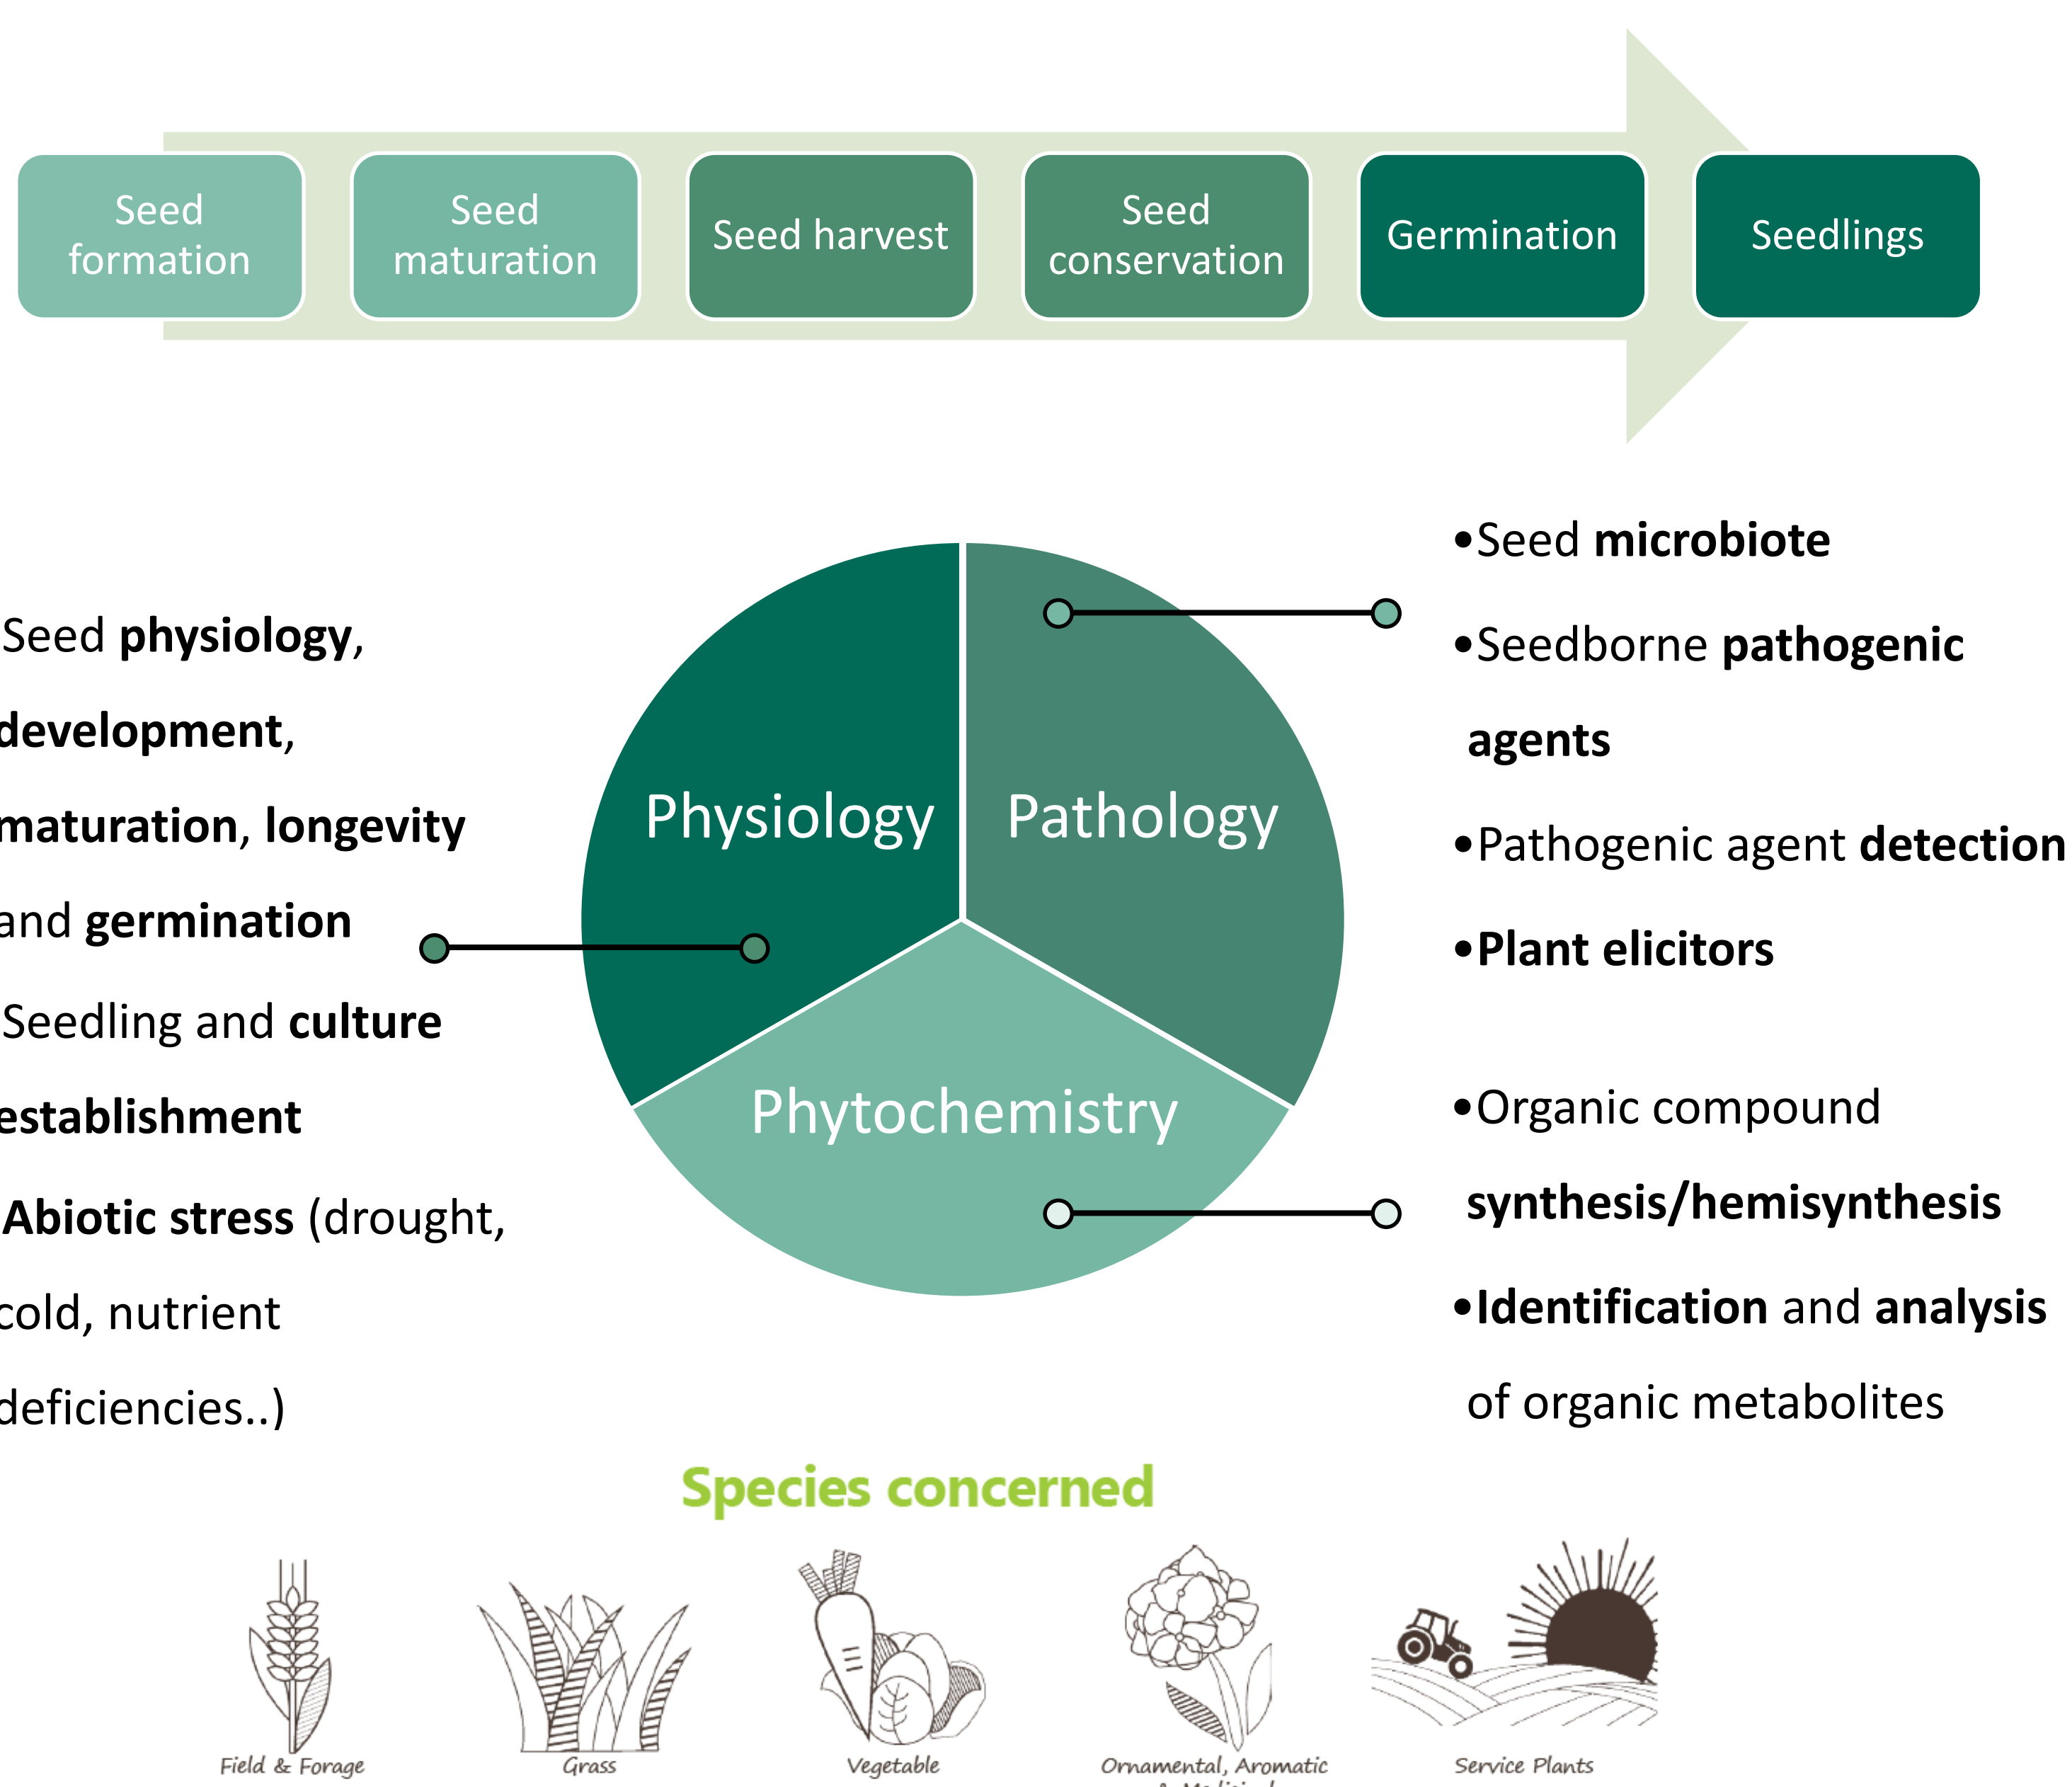 Seed
formation
Seed
maturation
Seed harvest
Seed
conservation
Germination
Seedlings
Seed physiology,
development,
maturation, longevity
and germination
Seedling and culture
establishment
Abiotic stress (drought,
cold, nutrient
deficiencies..)
Physiology
Pathology
Phytochemistry
•Seed microbiote
•Seedborne pathogenic
agents
•Pathogenic agent detection
•Plant elicitors
•Organic compound
synthesis/hemisynthesis
•Identification and analysis
of organic metabolites
Species concerned
Field & Forage
Grass
Vegetable
Ornamental, Aromatic
Service Plants